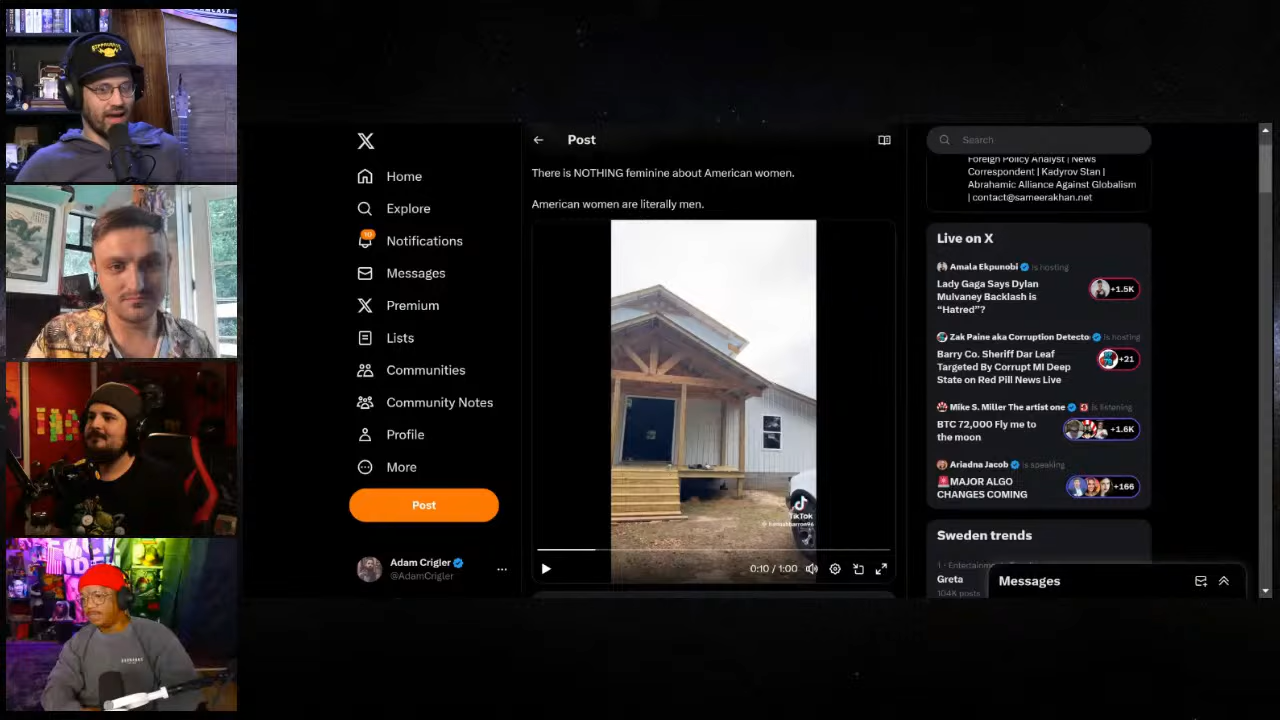 Post
Search
There is NOTHING feminine about American women.
American women are literally men.
Home
Explore
10
Notifications
Messages
Premium
Lists
Communities
Community Notes
Profile
More
Post
Adam Crigler
@AdamCrigler
TikTok
0:10 / 1:00
Foreign Policy Analyst | News
Correspondent | Kadyrov Stan |
Abrahamic Alliance Against Globalism
| contact@sameerakhan.net
Live on X
Amala Ekpunobi is hosting
Lady Gaga Says Dylan
Mulvaney Backlash is
“Hatred”?
+1.5K
Zak Paine aka Corruption Detecto is hosting
Barry Co. Sheriff Dar Leaf
Targeted By Corrupt MI Deep
State on Red Pill News Live
+21
Mike S. Miller The artist one is listening
BTC 72,000 Fly me to
the moon
+1.6K
Ariadna Jacob is speaking
🚨MAJOR ALGO
CHANGES COMING
+166
Sweden trends
1 · Entertainm
Greta
104K posts
Messages